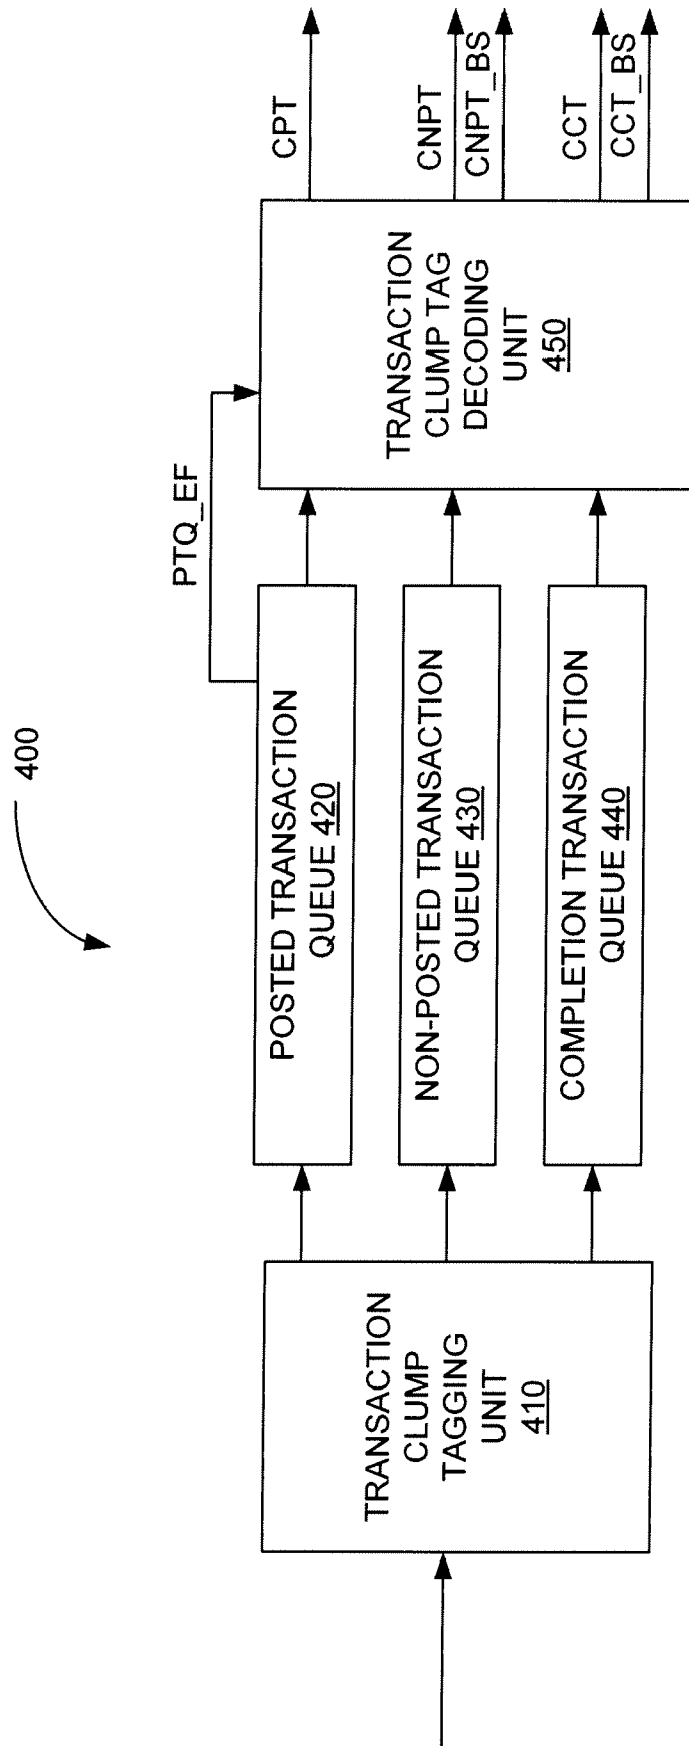 400
TRANSACTION
CLUMP
TAGGING
UNIT
410
POSTED TRANSACTION
QUEUE 420
NON-POSTED TRANSACTION
QUEUE 430
COMPLETION TRANSACTION
QUEUE 440
PTQ_EF
TRANSACTION
CLUMP TAG
DECODING
UNIT
450
CPT
CNPT
CNPT_BS
CCT
CCT_BS